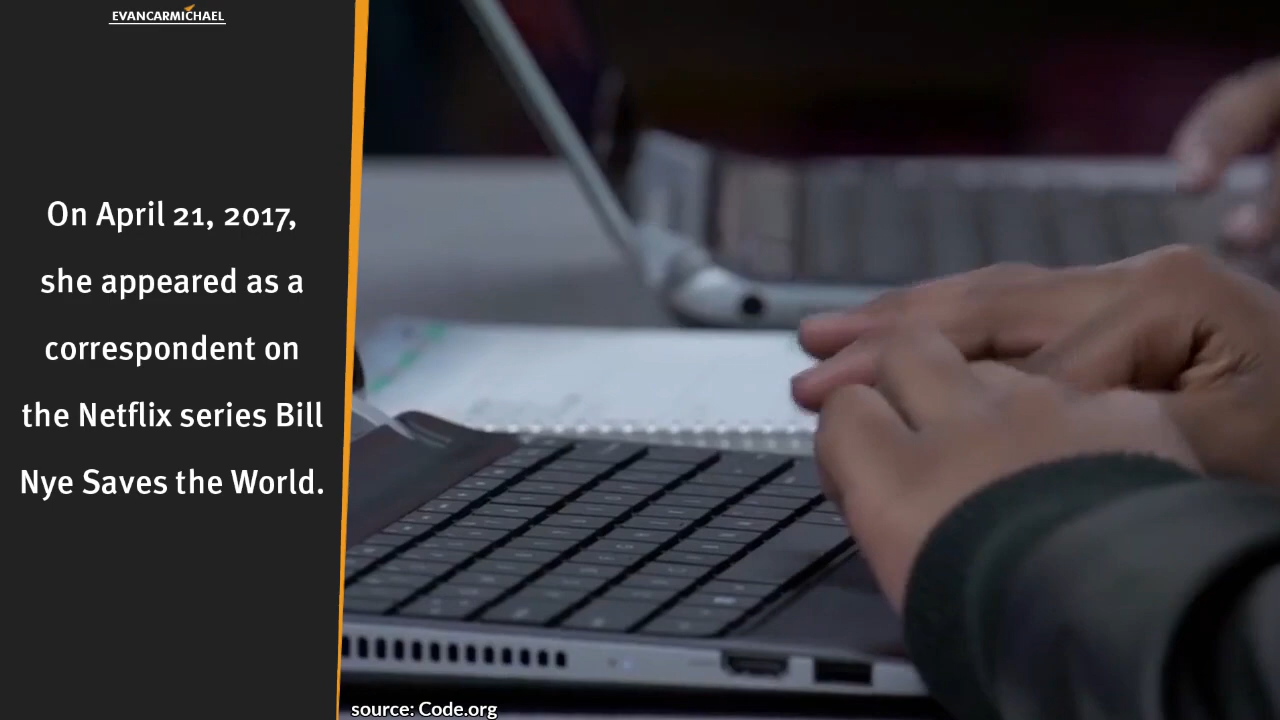 EVANCARMICHAEL
On April 21, 2017,
she appeared as a
correspondent on
the Netflix series Bill
Nye Saves the World.
source: Code.org